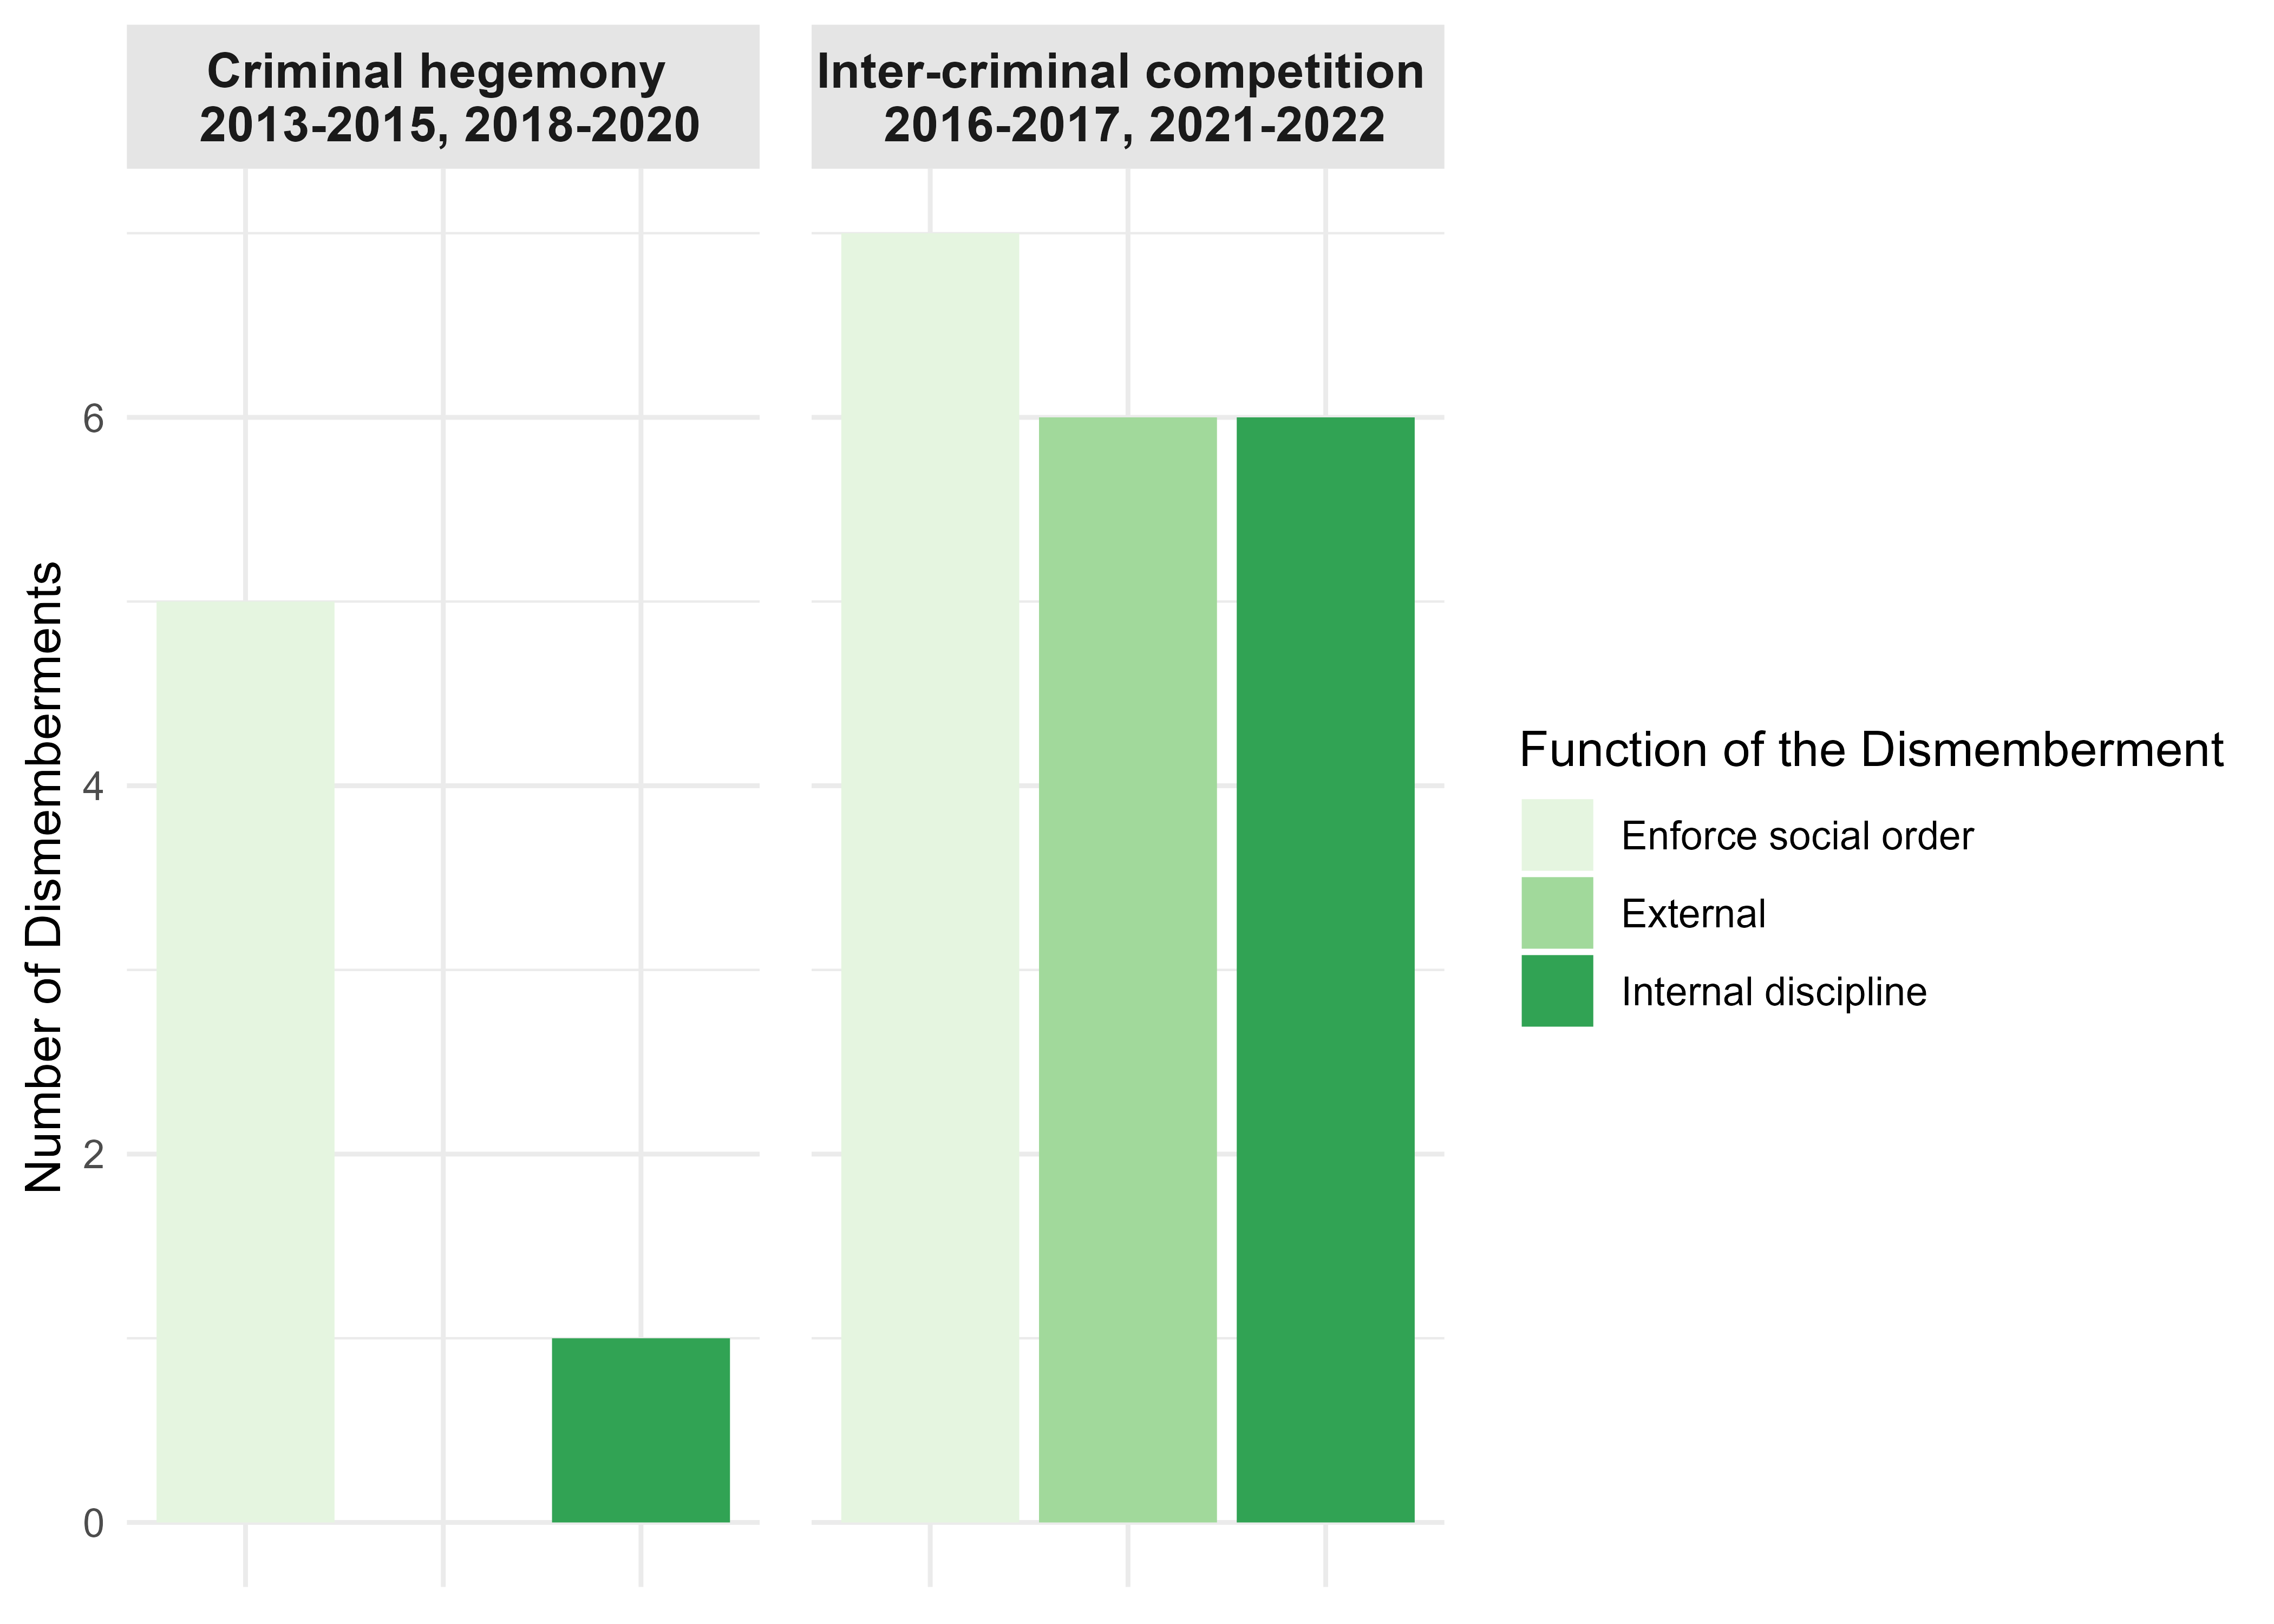 Criminal hegemony
2013-2015, 2018-2020
Inter-criminal competition
2016-2017, 2021-2022
Number of Dismemberments
6
4
2
0
Function of the Dismemberment
Enforce social order
External
Internal discipline